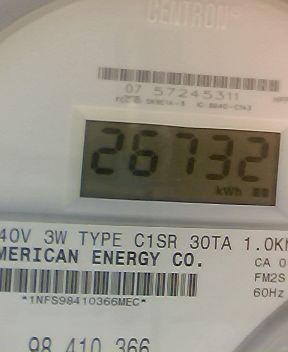 CENTRON®
07 57245311
26732
kWh
40V 3W TYPE C1SR 30TA 1.0K
MERICAN ENERGY CO.
CA 0
FM2S
60Hz
*1NFS98410366MEC*
98 410 366